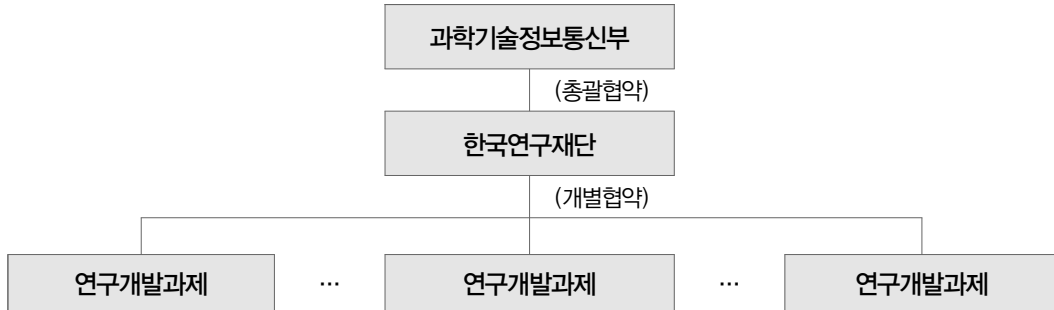 과학기술정보통신부
(총괄협약)
한국연구재단
(개별협약)
연구개발과제 … 연구개발과제 … 연구개발과제